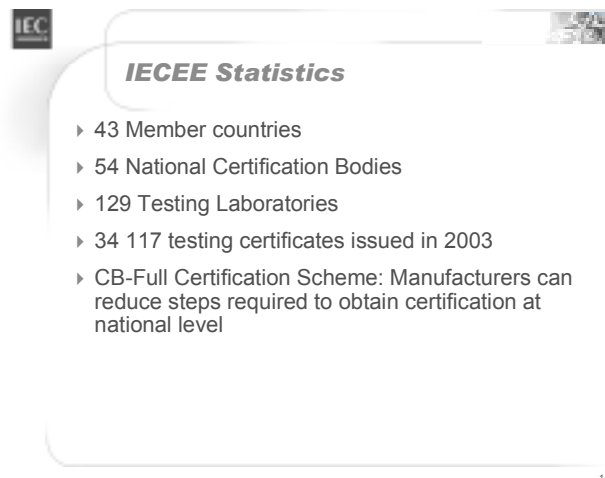 IEC
IECEE Statistics
43 Member countries
54 National Certification Bodies
129 Testing Laboratories
34 117 testing certificates issued in 2003
CB-Full Certification Scheme: Manufacturers can
reduce steps required to obtain certification at
national level